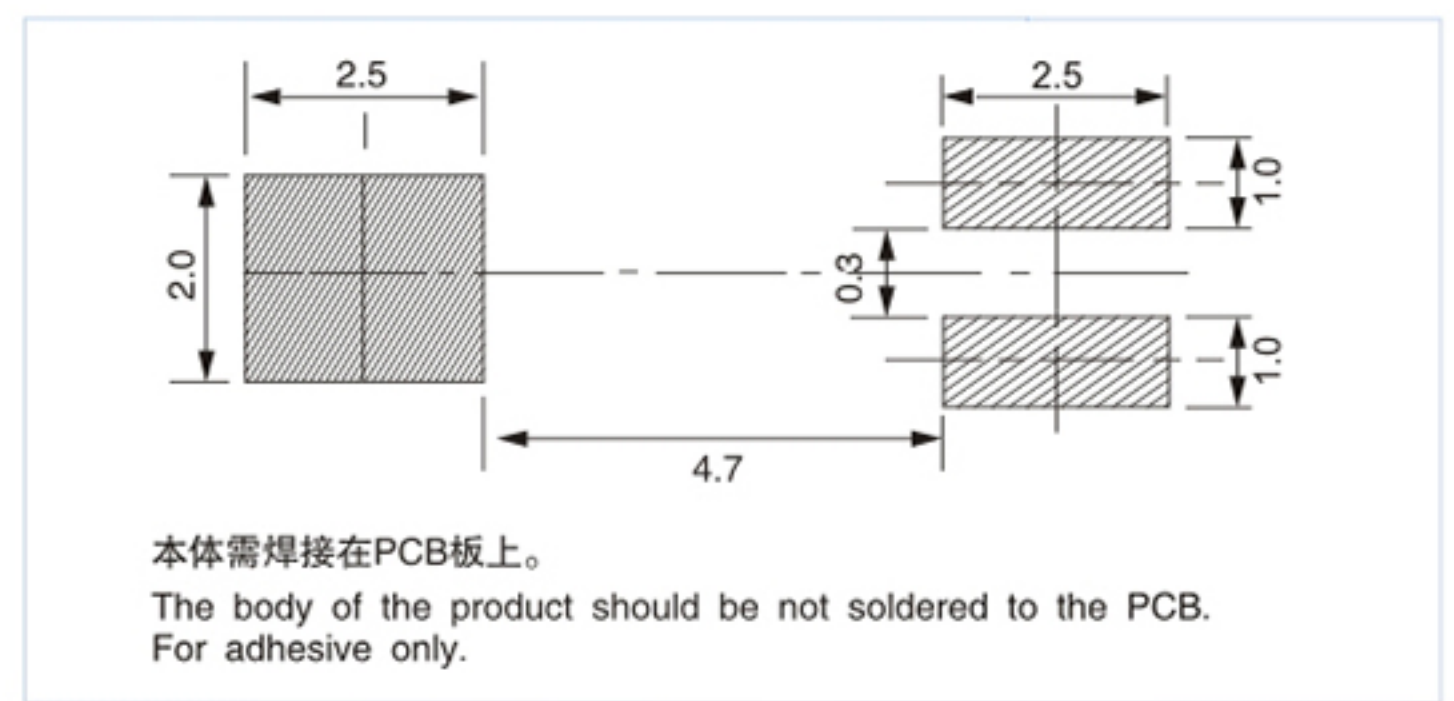 2.5
2.5
1.0
2.0
0.3
1.0
4.7
本体需焊接在PCB板上。
The body of the product should be not soldered to the PCB.
For adhesive only.